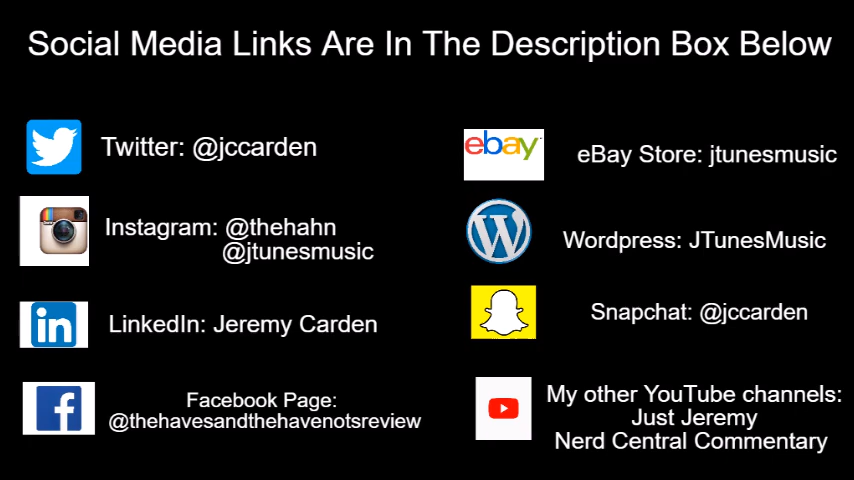 Social Media Links Are In The Description Box Below
Twitter: @jccarden
Instagram: @thehahn
@jtunesmusic
in LinkedIn: Jeremy Carden
f
Facebook Page:
@thehavesandthehavenotsreview
ebay
eBay Store: jtunesmusic
W
Wordpress: JTunesMusic
Snapchat: @jccarden
My other YouTube channels:
Just Jeremy
Nerd Central Commentary